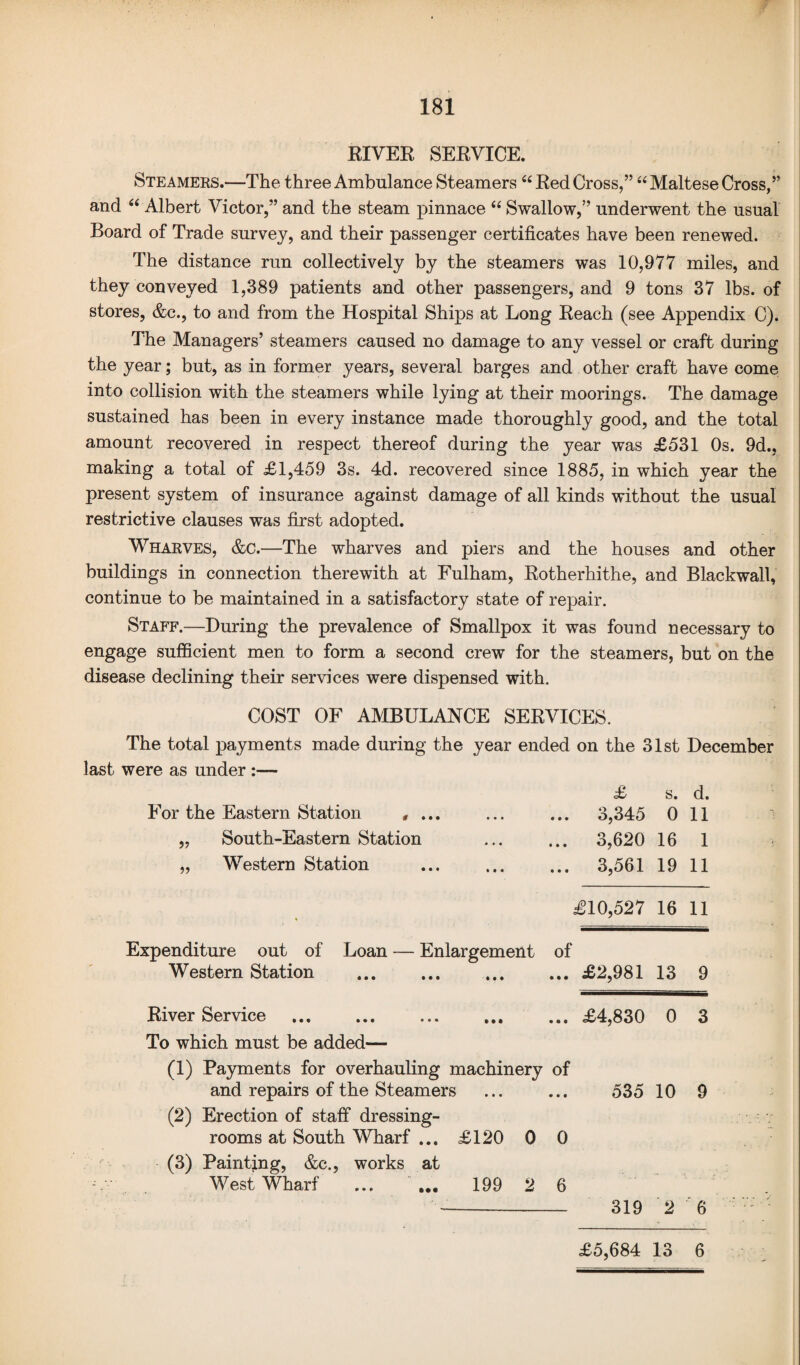 181
RIVER SERVICE.
STEAMERS.—The three Ambulance Steamers “Red Cross,” “Maltese Cross,”
and “Albert Victor,” and the steam pinnace “Swallow,” underwent the usual
Board of Trade survey, and their passenger certificates have been renewed.
The distance run collectively by the steamers was 10,977 miles, and
they conveyed 1,389 patients and other passengers, and 9 tons 37 lbs. of
stores, &c., to and from the Hospital Ships at Long Reach (see Appendix C).
The Managers’ steamers caused no damage to any vessel or craft during
the year; but, as in former years, several barges and other craft have come
into collision with the steamers while lying at their moorings. The damage
sustained has been in every instance made thoroughly good, and the total
amount recovered in respect thereof during the year was £531 0s. 9d.,
making a total of £1,459 3s. 4d. recovered since 1885, in which year the
present system of insurance against damage of all kinds without the usual
restrictive clauses was first adopted.
WHARVES, &C.—The wharves and piers and the houses and other
buildings in connection therewith at Fulham, Rotherhithe, and Blackwall,
continue to be maintained in a satisfactory state of repair.
STAFF.—During the prevalence of Smallpox it was found necessary to
engage sufficient men to form a second crew for the steamers, but on the
disease declining their services were dispensed with.
COST OF AMBULANCE SERVICES.
The total payments made during the year ended on the 31st December
last were as under :—
£ s. d.
For the Eastern Station ... ... ... 3,345 0 11
„ South-Eastern Station ... ... 3,620 16 1
„ Western Station ... ... ... 3,561 19 11
£10,527 16 11
Expenditure out of Loan — Enlargement of
Western Station ... ... ... ... £2,981 13 9
River Service ... ... ... ... ... £4,830 0 3
To which must be added—
(1) Payments for overhauling machinery of
and repairs of the Steamers ... ... 535 10 9
(2) Erection of staff dressing-
rooms at South Wharf ... £120 0 0
(3) Painting, &c., works at
West Wharf ... ... 199 2 6
319 2 6
£5,684 13 6